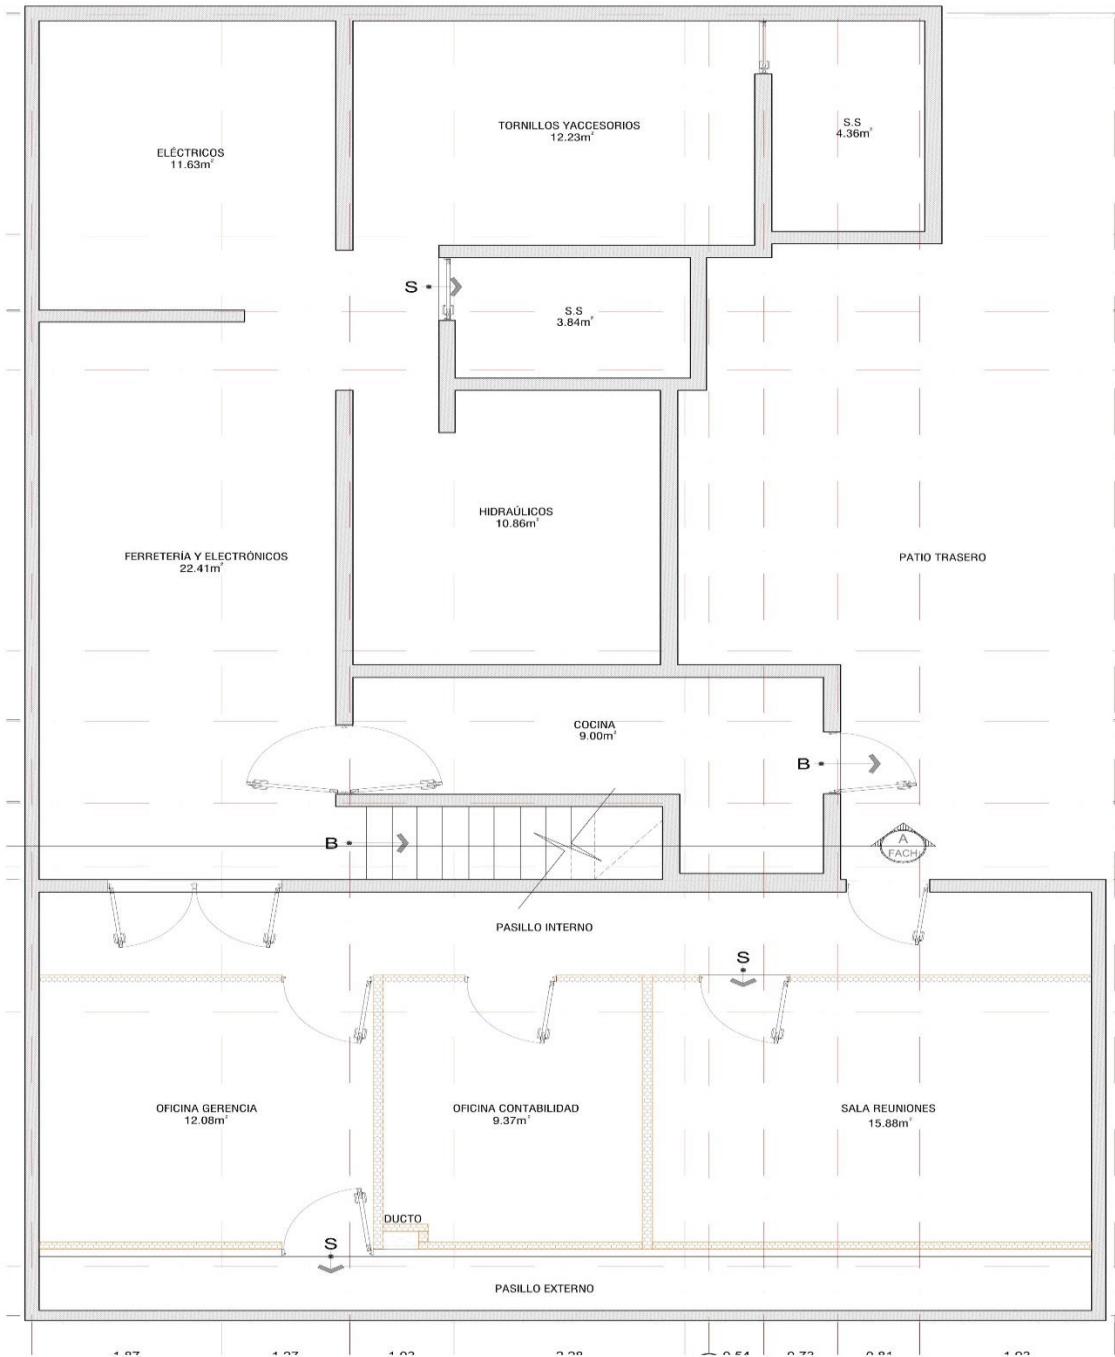 TORNILLOS YACCESORIOS
12.23m²
S.S
4.36m²
ELÉCTRICOS
11.63m²
S
S.S
3.84m²
HIDRAÚLICOS
10.86m²
FERRETERÍA Y ELECTRÓNICOS
22.41m²
PATIO TRASERO
COCINA
9.00m²
B
B
A
FACH
PASILLO INTERNO
S
OFICINA GERENCIA
12.08m²
OFICINA CONTABILIDAD
9.37m²
SALA REUNIONES
15.88m²
DUCTO
S
PASILLO EXTERNO